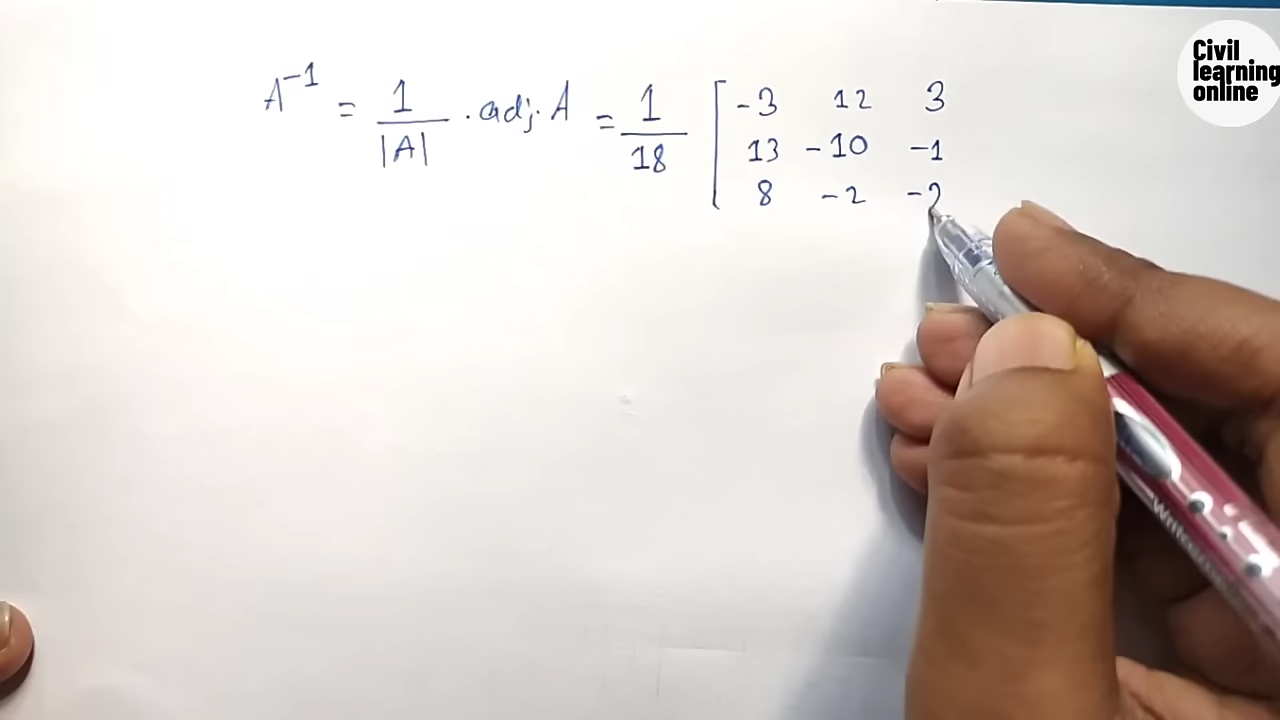 A⁻¹ = 1/|A| . adj. A = 1/18 [ -3 12 3
13 -10 -1
8 -2 -2
Civil
learning
online